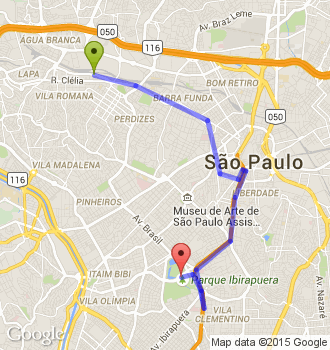 Av. Braz Leme
AGUA BRANCA
050
116
LAPA
R. Clélia
BOM RETIRO
VILA ROMANA
BARRA FUNDA
050
PERDIZES
São Paulo
VILA MADALENA
116
LIBERDADE
PINHEIROS
Museu de Arte de
São Paulo Assis...
Av. Nazaré
Av. Brasil
ITAIM BIBI
Parque Ibirapuera
VILA OLÍMPIA
Av. Ibirapuera
VILA
CLEMENTINO
Google
Map data ©2015 Google